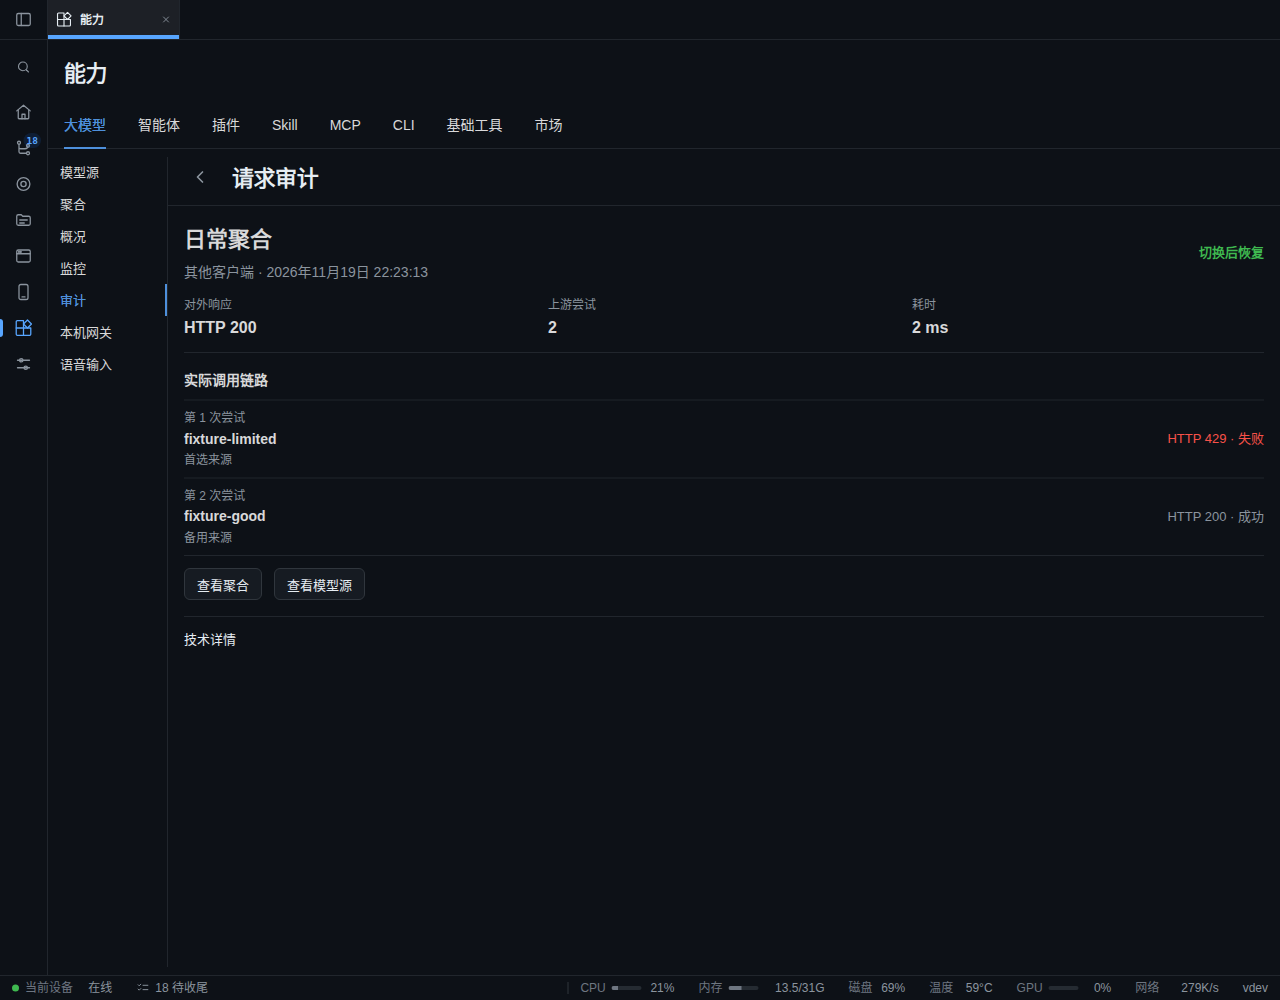 能力
能力
大模型 智能体 插件 Skill MCP CLI 基础工具 市场
18
模型源
聚合
概况
监控
审计
本机网关
语音输入
请求审计
日常聚合
切换后恢复
其他客户端 · 2026年11月19日 22:23:13
对外响应 上游尝试 耗时
HTTP 200 2 2 ms
实际调用链路
第 1 次尝试
fixture-limited
HTTP 429 · 失败
首选来源
第 2 次尝试
fixture-good
HTTP 200 · 成功
备用来源
查看聚合 查看模型源
技术详情
当前设备 在线 18 待收尾 CPU 21% 内存 13.5/31G 磁盘 69% 温度 59°C GPU 0% 网络 279K/s vdev